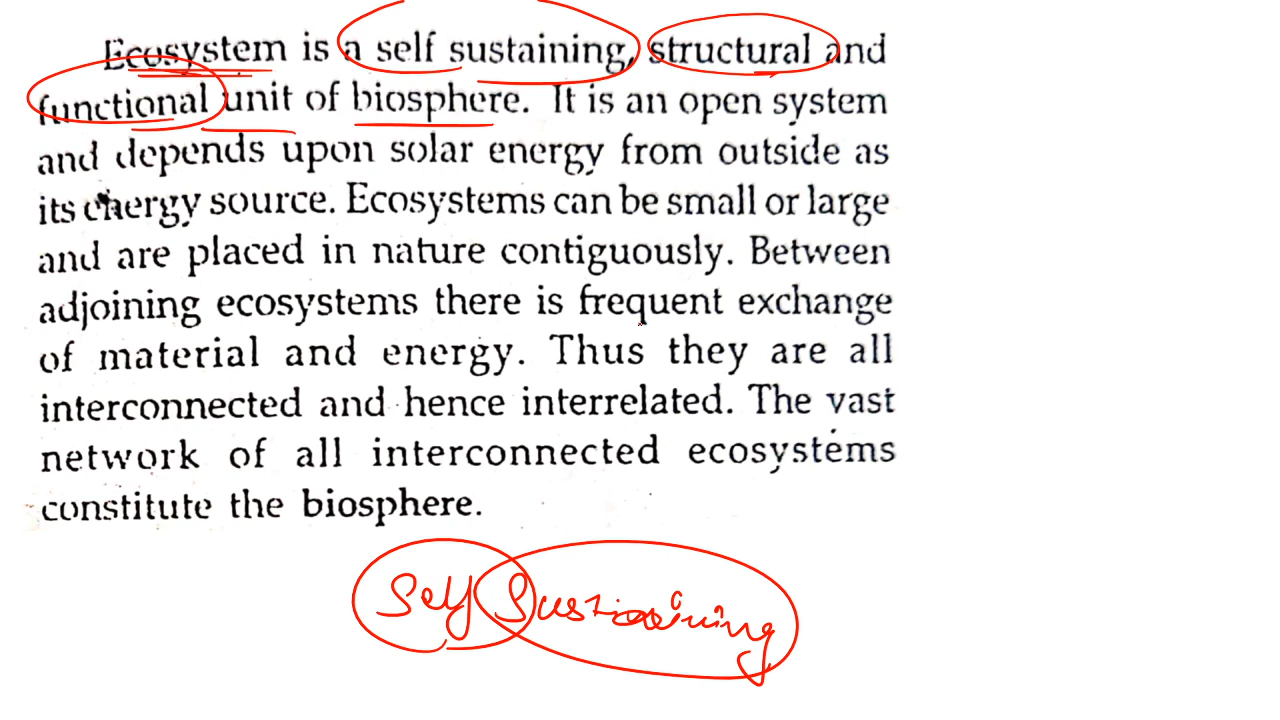 Ecosystem is a self sustaining, structural and
functional unit of biosphere. It is an open system
and depends upon solar energy from outside as
its energy source. Ecosystems can be small or large
and are placed in nature contiguously. Between
adjoining ecosystems there is frequent exchange
of material and energy. Thus they are all
interconnected and hence interrelated. The vast
network of all interconnected ecosystems
constitute the biosphere.
Self Sustaining